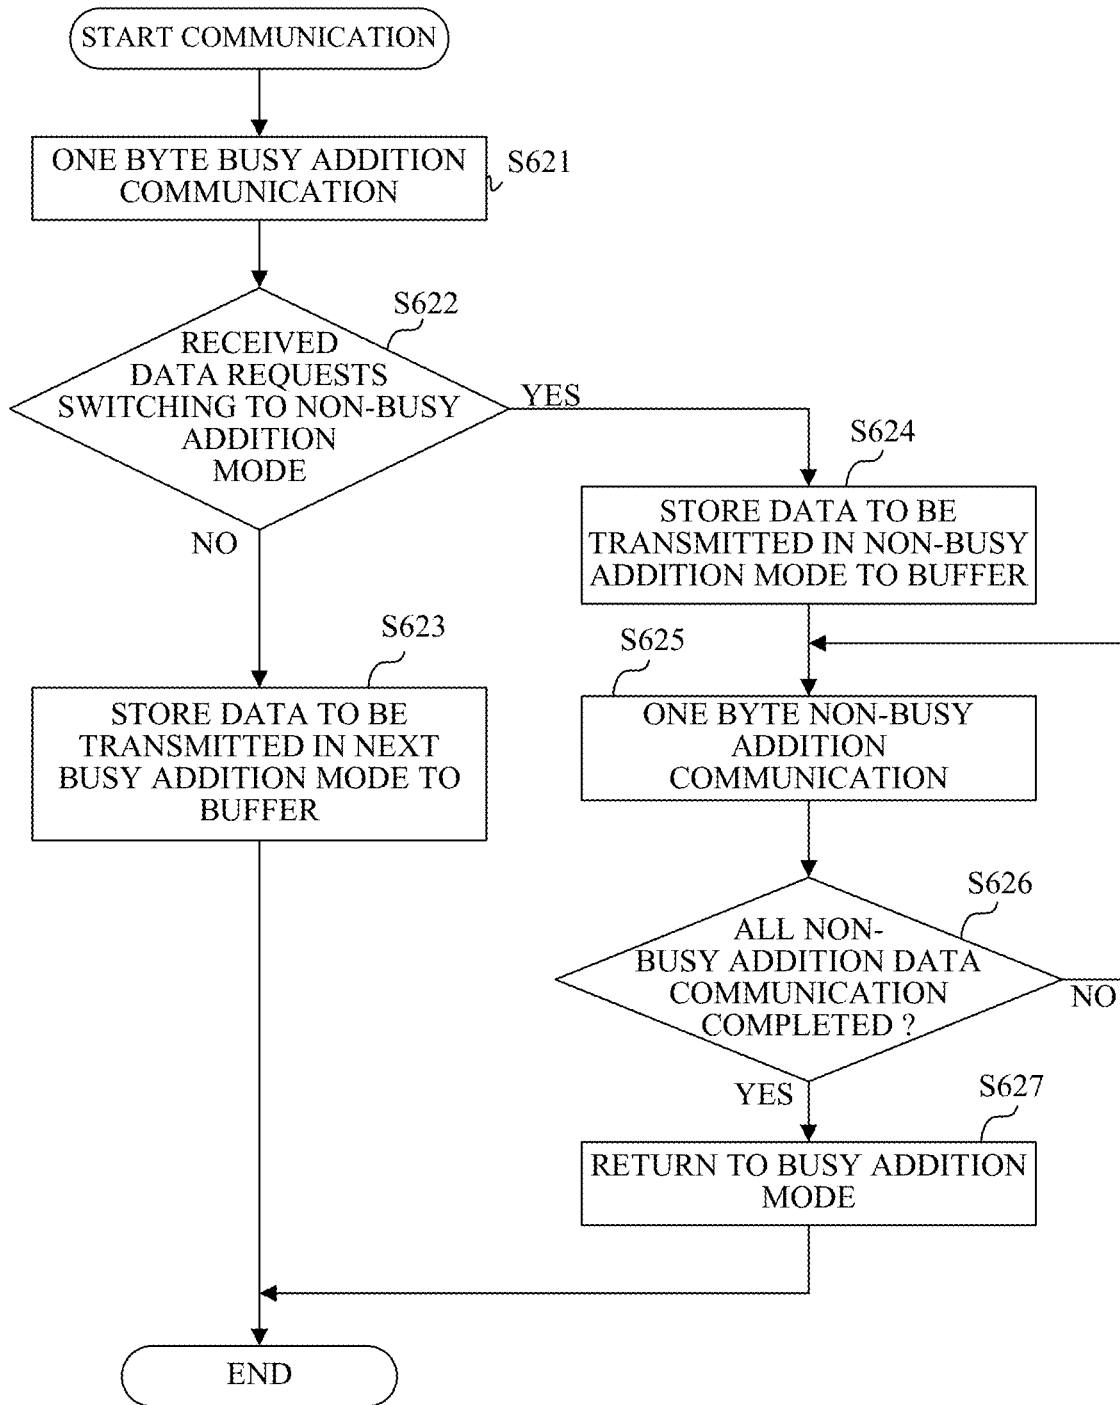 START COMMUNICATION
ONE BYTE BUSY ADDITION
COMMUNICATION
S621
S622
RECEIVED
DATA REQUESTS
SWITCHING TO NON-BUSY
ADDITION
MODE
YES
NO
S624
STORE DATA TO BE
TRANSMITTED IN NON-BUSY
ADDITION MODE TO BUFFER
S623
STORE DATA TO BE
TRANSMITTED IN NEXT
BUSY ADDITION MODE TO
BUFFER
S625
ONE BYTE NON-BUSY
ADDITION
COMMUNICATION
S626
ALL NON-
BUSY ADDITION DATA
COMMUNICATION
COMPLETED ?
NO
YES
S627
RETURN TO BUSY ADDITION
MODE
END